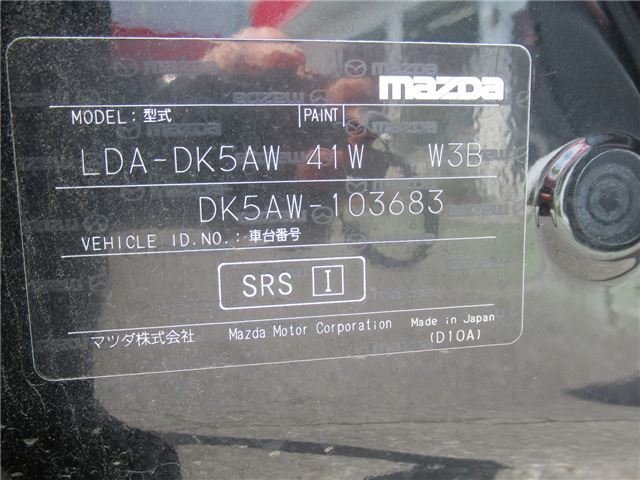 mazda
MODEL : 型式 PAINT
LDA-DK5AW 41W W3B
DK5AW-103683
VEHICLE ID.NO. : 車台番号
SRS I
マツダ株式会社 Mazda Motor Corporation Made in Japan
(D10A)